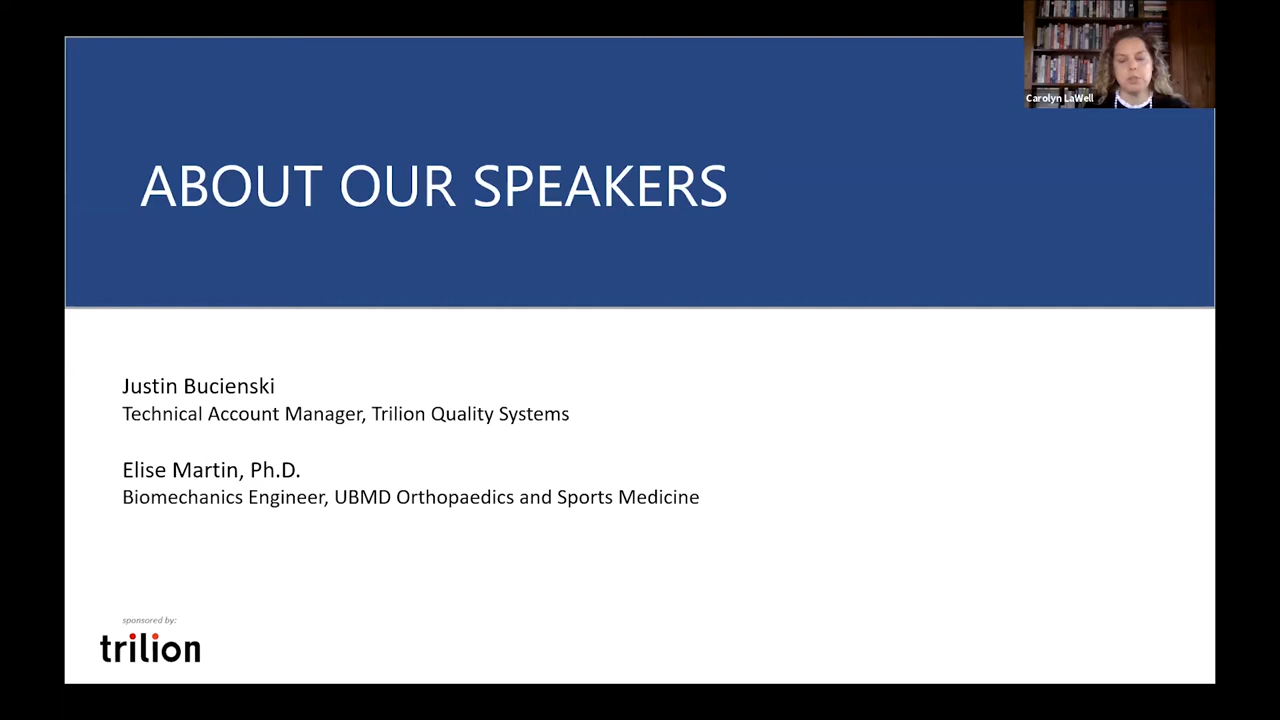 Carolyn LaWell
ABOUT OUR SPEAKERS
Justin Bucienski
Technical Account Manager, Trilion Quality Systems
Elise Martin, Ph.D.
Biomechanics Engineer, UBMD Orthopaedics and Sports Medicine
sponsored by:
trilion